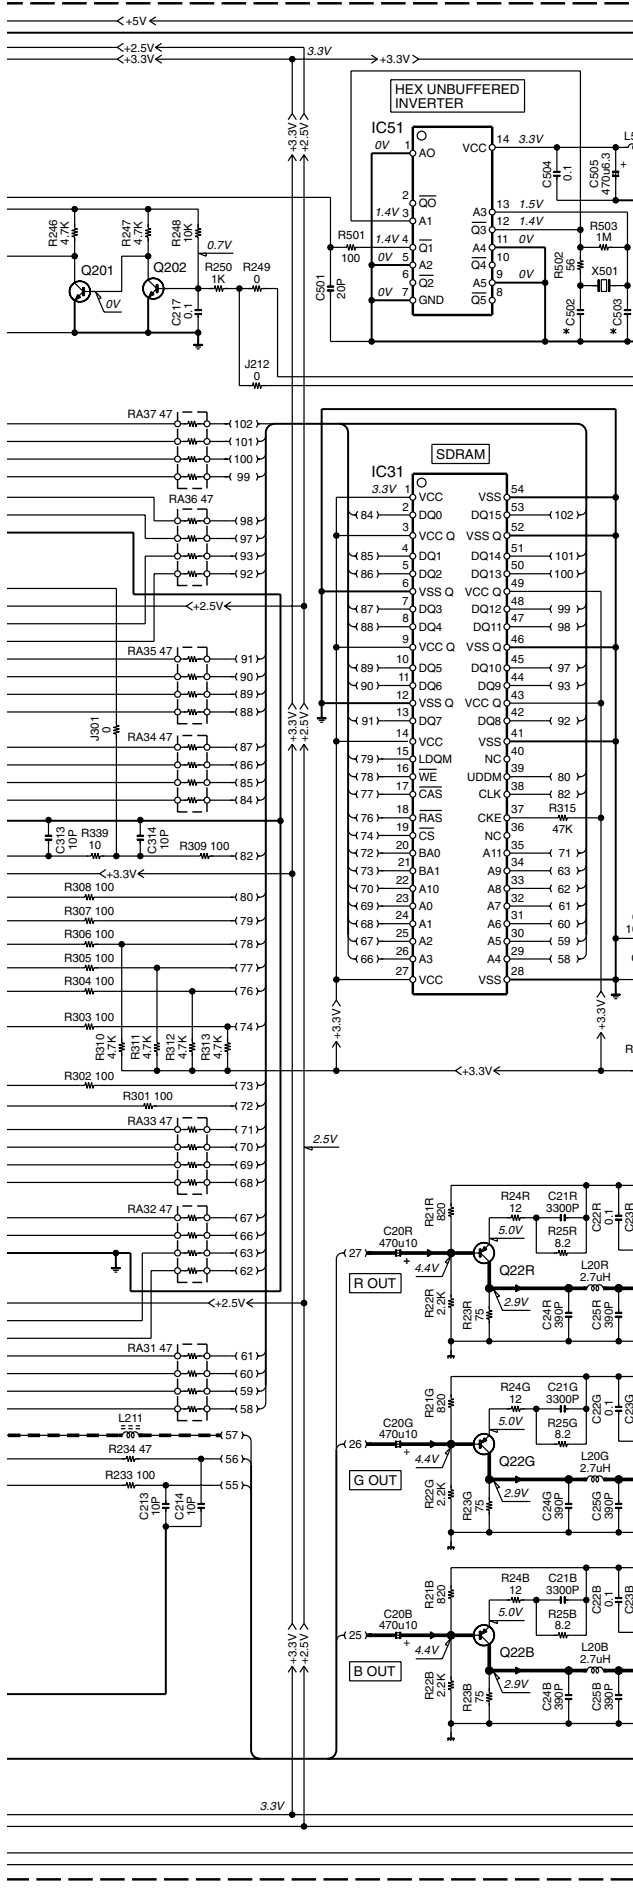 +5V
+2.5V
+3.3V
3.3V
+3.3V
+3.3V
+2.5V
HEX UNBUFFERED
INVERTER
IC51
0V 1 AO
VCC 14 3.3V
2 QO
1.4V 3 A1
A3 13 1.5V
Q3 12 1.4V
R501
100
1.4V 4 Q1
A4 11 0V
0V 5 A2
Q4 10
6 Q2
A5 9 0V
0V 7 GND
Q5 8
C501
20P
C504
0.1
C505
470u6.3
+
R503
1M
R502
56
X501
* C502
* C503
R246
4.7K
R247
4.7K
R248
10K
0.7V
Q201
Q202
R250
1K
R249
0
0V
C217
0.1
J212
0
RA37 47
102
101
100
99
RA36 47
98
97
93
92
+2.5V
RA35 47
91
90
89
88
J301
0
+3.3V
+2.5V
RA34 47
87
86
85
84
C313
10P
R339
10
C314
10P
R309 100
82
+3.3V
R308 100
80
R307 100
79
R306 100
78
R305 100
77
R304 100
76
R303 100
74
R310
4.7K
R311
4.7K
R312
4.7K
R313
4.7K
R302 100
73
R301 100
72
RA33 47
71
70
69
68
2.5V
RA32 47
67
66
63
62
+2.5V
RA31 47
61
60
59
58
L211
57
R234 47
56
R233 100
55
C213
10P
C214
10P
SDRAM
IC31
3.3V 1 VCC
VSS 54
84 2 DQ0
DQ15 53 102
3 VCC Q
VSS Q 52
85 4 DQ1
DQ14 51 101
86 5 DQ2
DQ13 50 100
6 VSS Q
VCC Q 49
87 7 DQ3
DQ12 48 99
88 8 DQ4
DQ11 47 98
9 VCC Q
VSS Q 46
89 10 DQ5
DQ10 45 97
90 11 DQ6
DQ9 44 93
12 VSS Q
VCC Q 43
91 13 DQ7
DQ8 42 92
14 VCC
VSS 41
79 15 LDQM
NC 40
78 16 WE
UDDM 39 80
77 17 CAS
CLK 38 82
76 18 RAS
CKE 37 R315
47K
74 19 CS
NC 36
72 20 BA0
A11 35 71
73 21 BA1
A9 34 63
70 22 A10
A8 33 62
69 23 A0
A7 32 61
68 24 A1
A6 31 60
67 25 A2
A5 30 59
66 26 A3
A4 29 58
27 VCC
VSS 28
+3.3V
+3.3V
+3.3V
27
C20R
470u10
+
R OUT
4.4V
R21R
820
R22R
2.2K
R24R
12
5.0V
C21R
3300P
R25R
8.2
C22R
0.1
C23R
Q22R
R23R
75
2.9V
L20R
2.7uH
C24R
390P
C25R
390P
26
C20G
470u10
+
G OUT
4.4V
R21G
820
R22G
2.2K
R24G
12
5.0V
C21G
3300P
R25G
8.2
C22G
0.1
C23G
Q22G
R23G
75
2.9V
L20G
2.7uH
C24G
390P
C25G
390P
25
C20B
470u10
+
B OUT
4.4V
R21B
820
R22B
2.2K
R24B
12
5.0V
C21B
3300P
R25B
8.2
C22B
0.1
C23B
Q22B
R23B
75
2.9V
L20B
2.7uH
C24B
390P
C25B
390P
+3.3V
+2.5V
3.3V